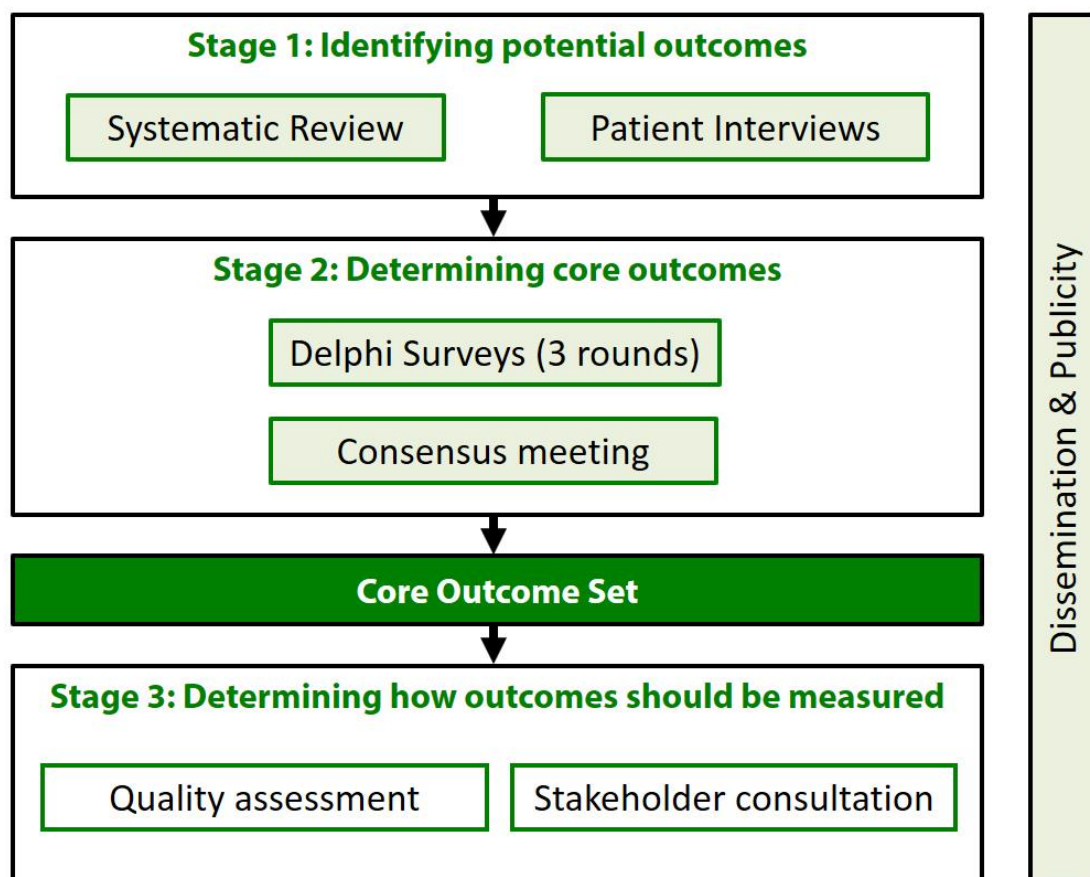 Stage 1: Identifying potential outcomes
Systematic Review
Patient Interviews
Stage 2: Determining core outcomes
Delphi Surveys (3 rounds)
Consensus meeting
Core Outcome Set
Stage 3: Determining how outcomes should be measured
Quality assessment
Stakeholder consultation
Dissemination & Publicity